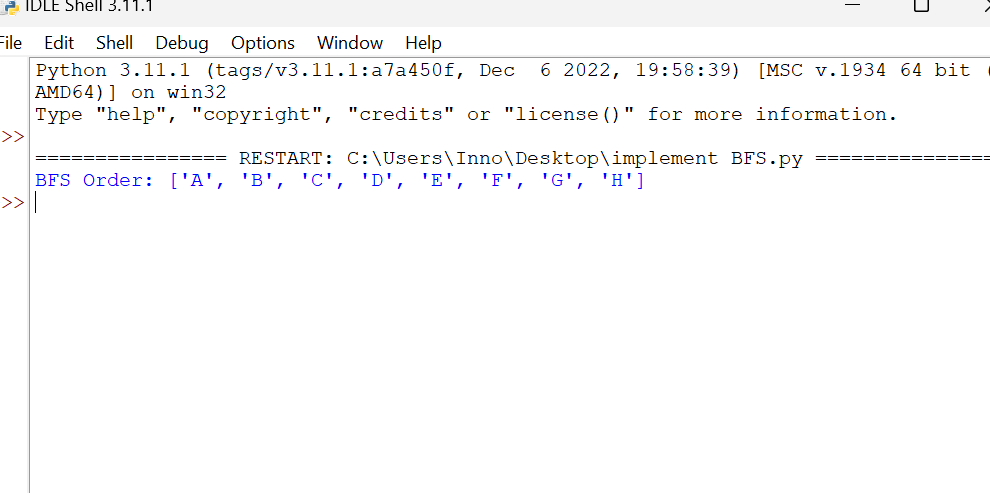 IDLE Shell 3.11.1
File Edit Shell Debug Options Window Help
Python 3.11.1 (tags/v3.11.1:a7a450f, Dec  6 2022, 19:58:39) [MSC v.1934 64 bit (
AMD64)] on win32
Type "help", "copyright", "credits" or "license()" for more information.
>>
================ RESTART: C:\Users\Inno\Desktop\implement BFS.py ===============
BFS Order: ['A', 'B', 'C', 'D', 'E', 'F', 'G', 'H']
>>